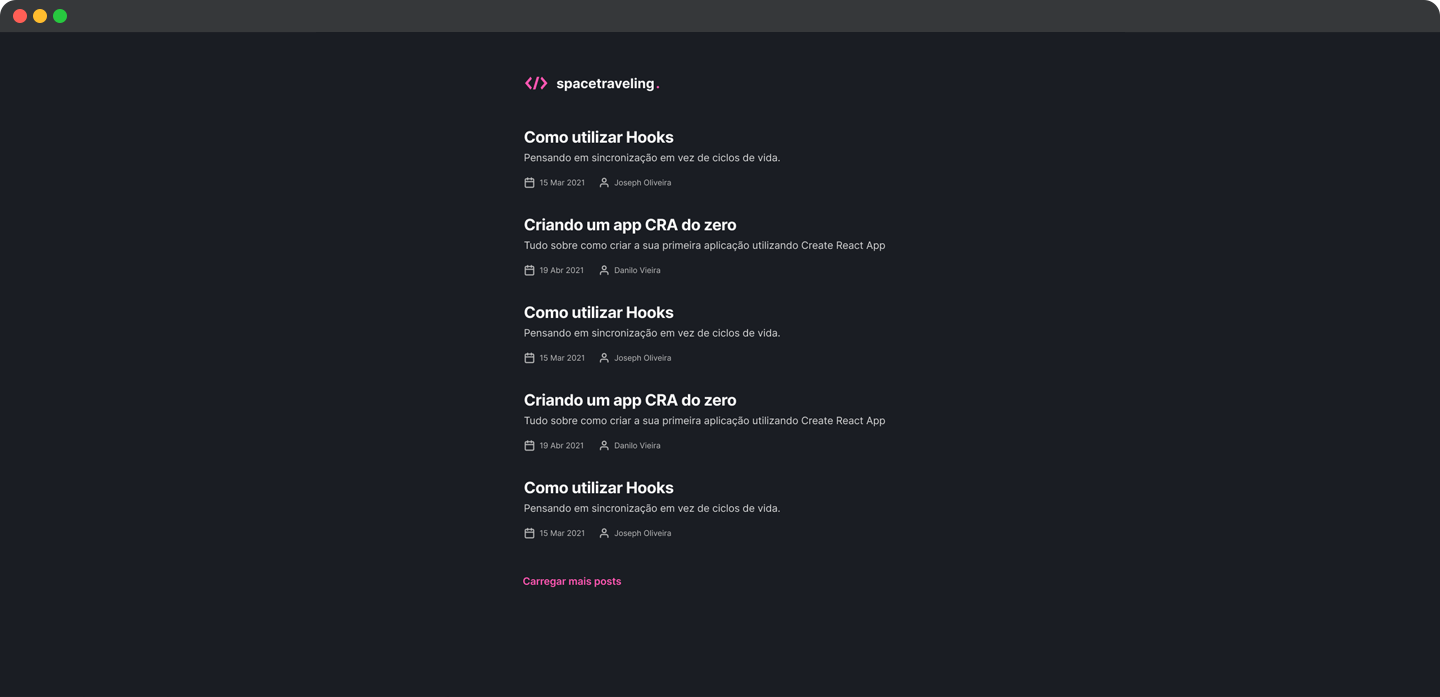 </> spacetraveling.
Como utilizar Hooks
Pensando em sincronização em vez de ciclos de vida.
15 Mar 2021 Joseph Oliveira
Criando um app CRA do zero
Tudo sobre como criar a sua primeira aplicação utilizando Create React App
19 Abr 2021 Danilo Vieira
Como utilizar Hooks
Pensando em sincronização em vez de ciclos de vida.
15 Mar 2021 Joseph Oliveira
Criando um app CRA do zero
Tudo sobre como criar a sua primeira aplicação utilizando Create React App
19 Abr 2021 Danilo Vieira
Como utilizar Hooks
Pensando em sincronização em vez de ciclos de vida.
15 Mar 2021 Joseph Oliveira
Carregar mais posts